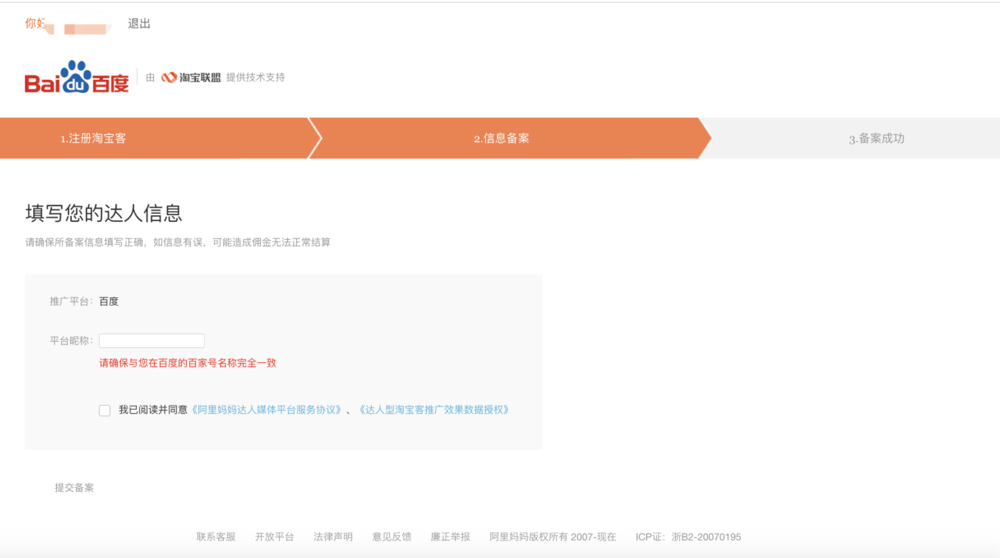 你好 退出
Baidu百度 由 淘宝联盟 提供技术支持
1.注册淘宝客 2.信息备案 3.备案成功
填写您的达人信息
请确保所备案信息填写正确，如信息有误，可能造成佣金无法正常结算
推广平台：百度
平台昵称：
请确保与您在百度的百家号名称完全一致
我已阅读并同意《阿里妈妈达人媒体平台服务协议》、《达人型淘宝客推广效果数据授权》
提交备案
联系客服 开放平台 法律声明 意见反馈 廉正举报 阿里妈妈版权所有 2007-现在 ICP证：浙B2-20070195